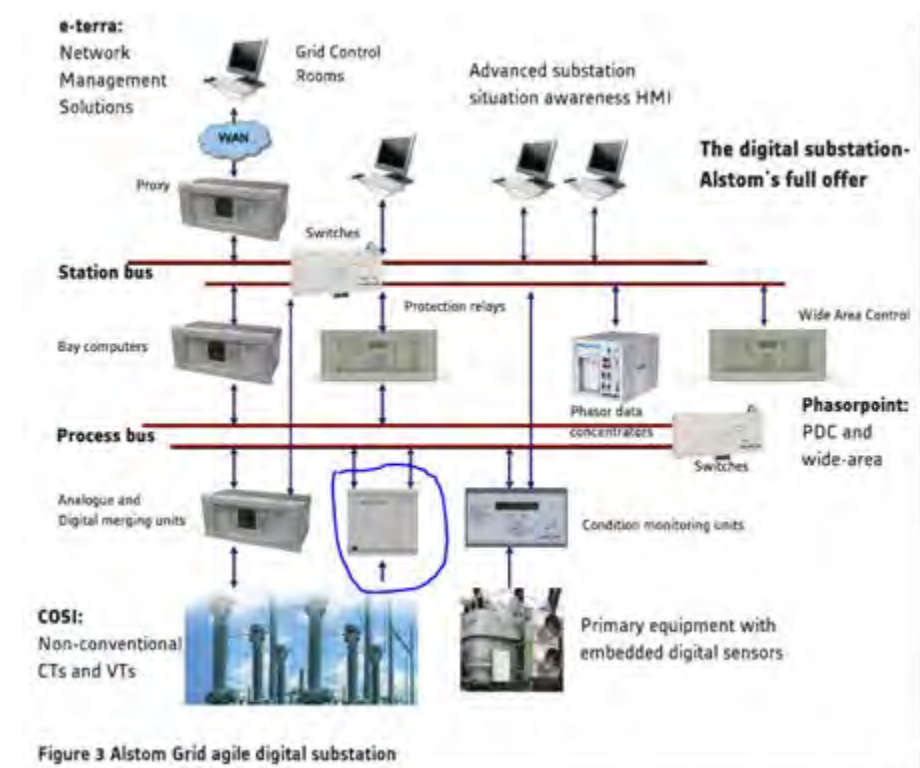 e-terra:
Network
Management
Solutions
Grid Control
Rooms
Advanced substation
situation awareness HMI
WAN
The digital substation-
Alstom's full offer
Proxy
Switches
Station bus
Protection relays
Wide Area Control
Bay computers
Phasor data
concentrators
Phasorpoint:
PDC and
wide-area
Process bus
Switches
Analogue and
Digital merging units
Condition monitoring units
COSI:
Non-conventional
CTs and VTs
Primary equipment with
embedded digital sensors
Figure 3 Alstom Grid agile digital substation